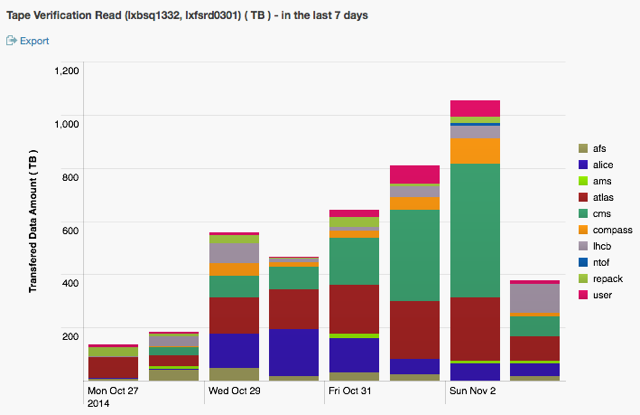 Tape Verification Read (lxbsq1332, lxfsrd0301) ( TB ) - in the last 7 days
Export
Transfered Data Amount ( TB )
1,200
1,000
800
600
400
200
Mon Oct 27
2014
Wed Oct 29
Fri Oct 31
Sun Nov 2
afs
alice
ams
atlas
cms
compass
lhcb
ntof
repack
user